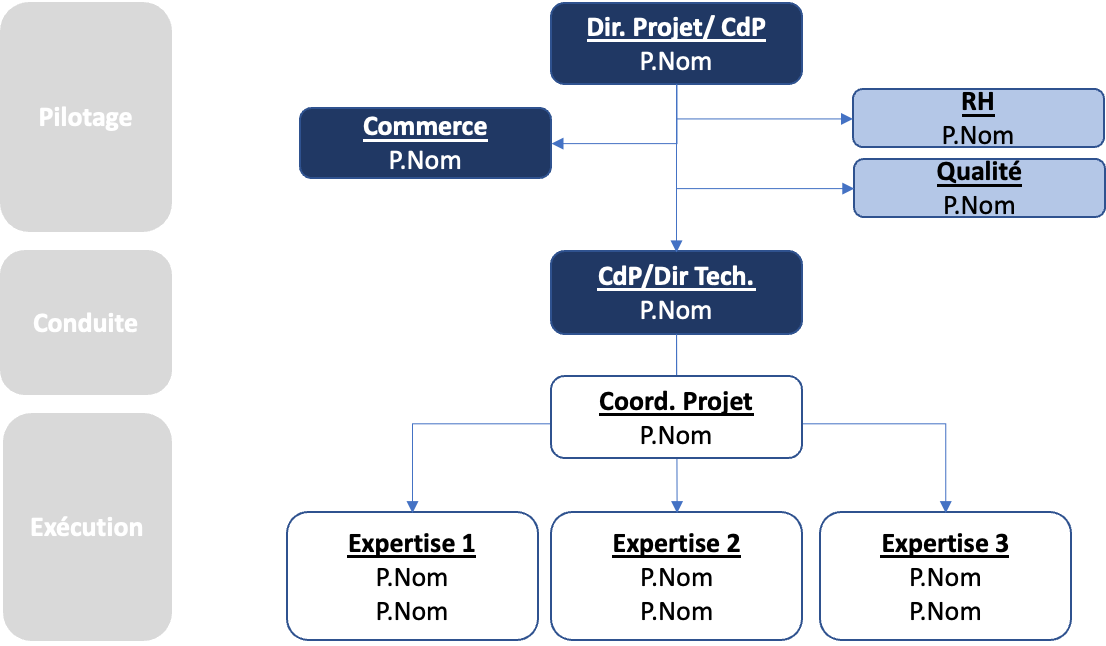 Pilotage
Dir. Projet/ CdP
P.Nom
Commerce
P.Nom
RH
P.Nom
Qualité
P.Nom
Conduite
CdP/Dir Tech.
P.Nom
Coord. Projet
P.Nom
Exécution
Expertise 1
P.Nom
P.Nom
Expertise 2
P.Nom
P.Nom
Expertise 3
P.Nom
P.Nom